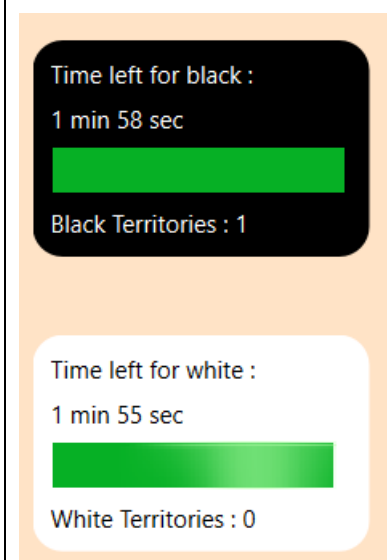 Time left for black :
1 min 58 sec
Black Territories : 1
Time left for white :
1 min 55 sec
White Territories : 0